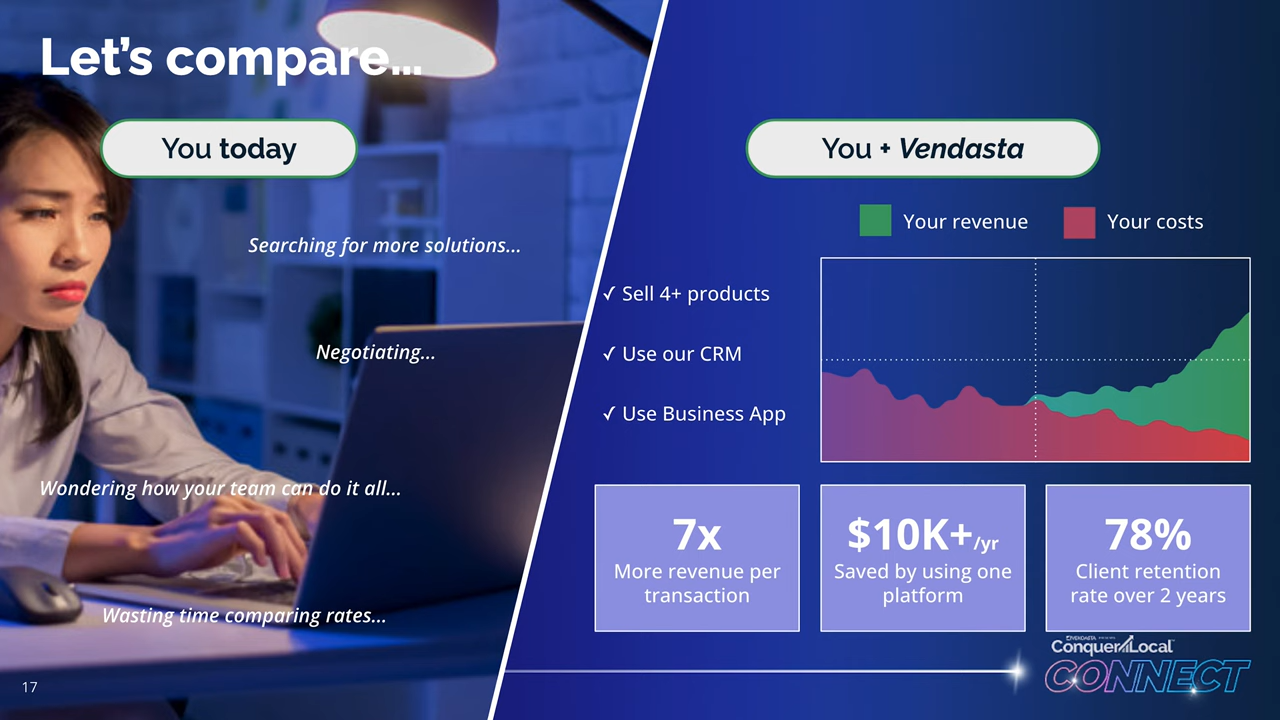 Let's compare...
You today
Searching for more solutions...
Negotiating...
Wondering how your team can do it all...
Wasting time comparing rates...
17
You + Vendasta
Your revenue
Your costs
✓ Sell 4+ products
✓ Use our CRM
✓ Use Business App
7x
More revenue per
transaction
$10K+/yr
Saved by using one
platform
78%
Client retention
rate over 2 years
VENDASTA
Conquer Local
CONNECT